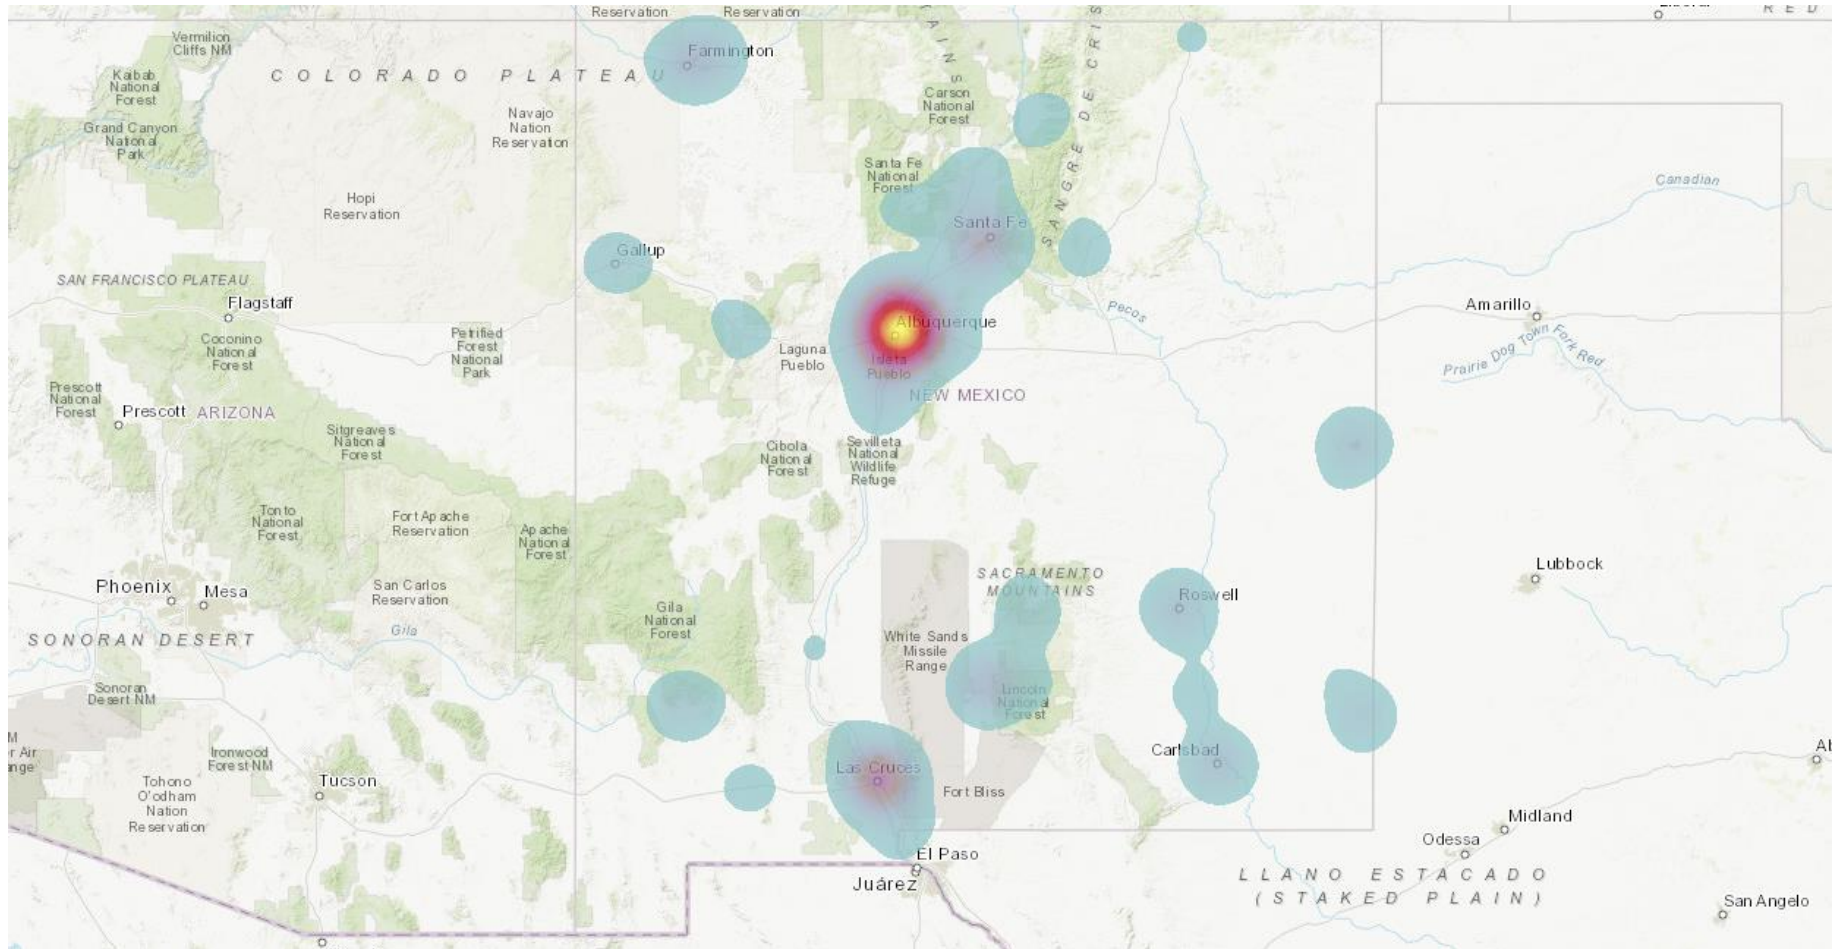 Reservation
Reservation
R E D
Vermilion
Cliffs NM
Farmington
COLORADO PLATEAU
Kaibab
National
Forest
Carson
National
Forest
SANGRE DE CRIS
Navajo
Nation
Reservation
Grand Canyon
National
Park
Santa Fe
National
Forest
Canadian
Hopi
Reservation
Santa Fe
Gallup
SAN FRANCISCO PLATEAU
Flagstaff
Pecos
Amarillo
Albuquerque
Coconino
National
Forest
Petrified
Forest
National
Park
Laguna
Pueblo
Isleta
Pueblo
Prairie Dog Town Fork Red
Prescott
National
Forest
NEW MEXICO
Prescott
ARIZONA
Sitgreaves
National
Forest
Cibola
National
Forest
Sevilleta
National
Wildlife
Refuge
Tonto
National
Forest
Fort Apache
Reservation
Apache
National
Forest
Lubbock
SACRAMENTO
MOUNTAINS
Phoenix
Mesa
San Carlos
Reservation
Roswell
Gila
National
Forest
SONORAN DESERT
Gila
White Sands
Missile
Range
Sonoran
Desert NM
Lincoln
National
Forest
M
r Air
ange
Ironwood
Forest NM
Carlsbad
Las Cruces
Tucson
Tohono
O'odham
Nation
Reservation
Fort Bliss
Midland
Odessa
El Paso
Juárez
LLANO ESTACADO
(STAKED PLAIN)
San Angelo